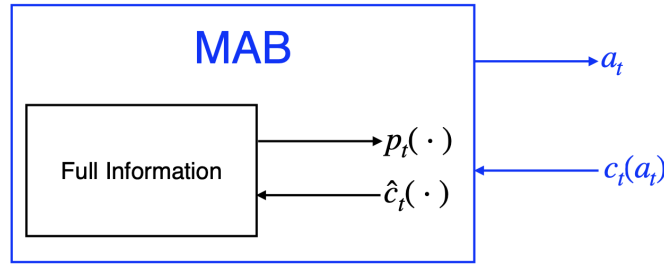 MAB
a_t
p_t(·)
Full Information
c_t(a_t)
ĉ_t(·)